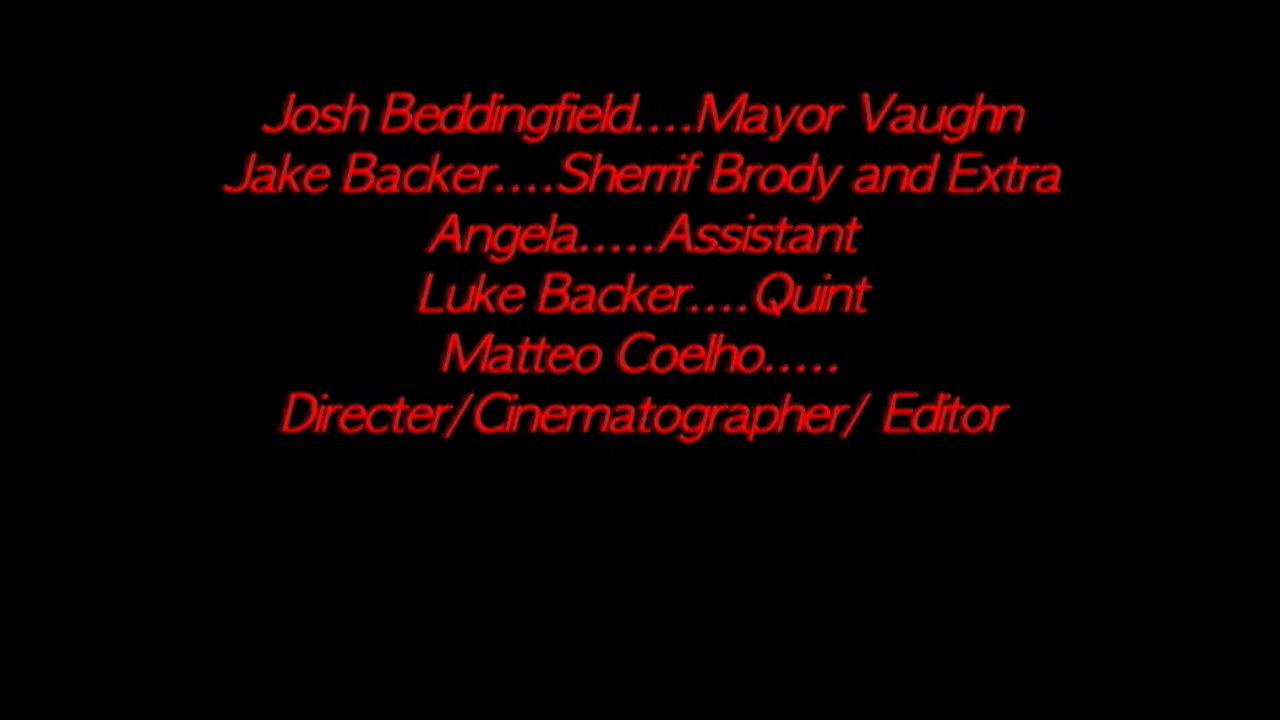 Josh Beddingfield....Mayor Vaughn
Jake Backer....Sherrif Brody and Extra
Angela.....Assistant
Luke Backer....Quint
Matteo Coelho.....
Directer/Cinematographer/ Editor